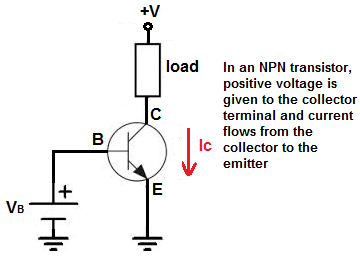 +V
load
C
B
Ic
E
+
VB
In an NPN transistor,
positive voltage is
given to the collector
terminal and current
flows from the
collector to the
emitter